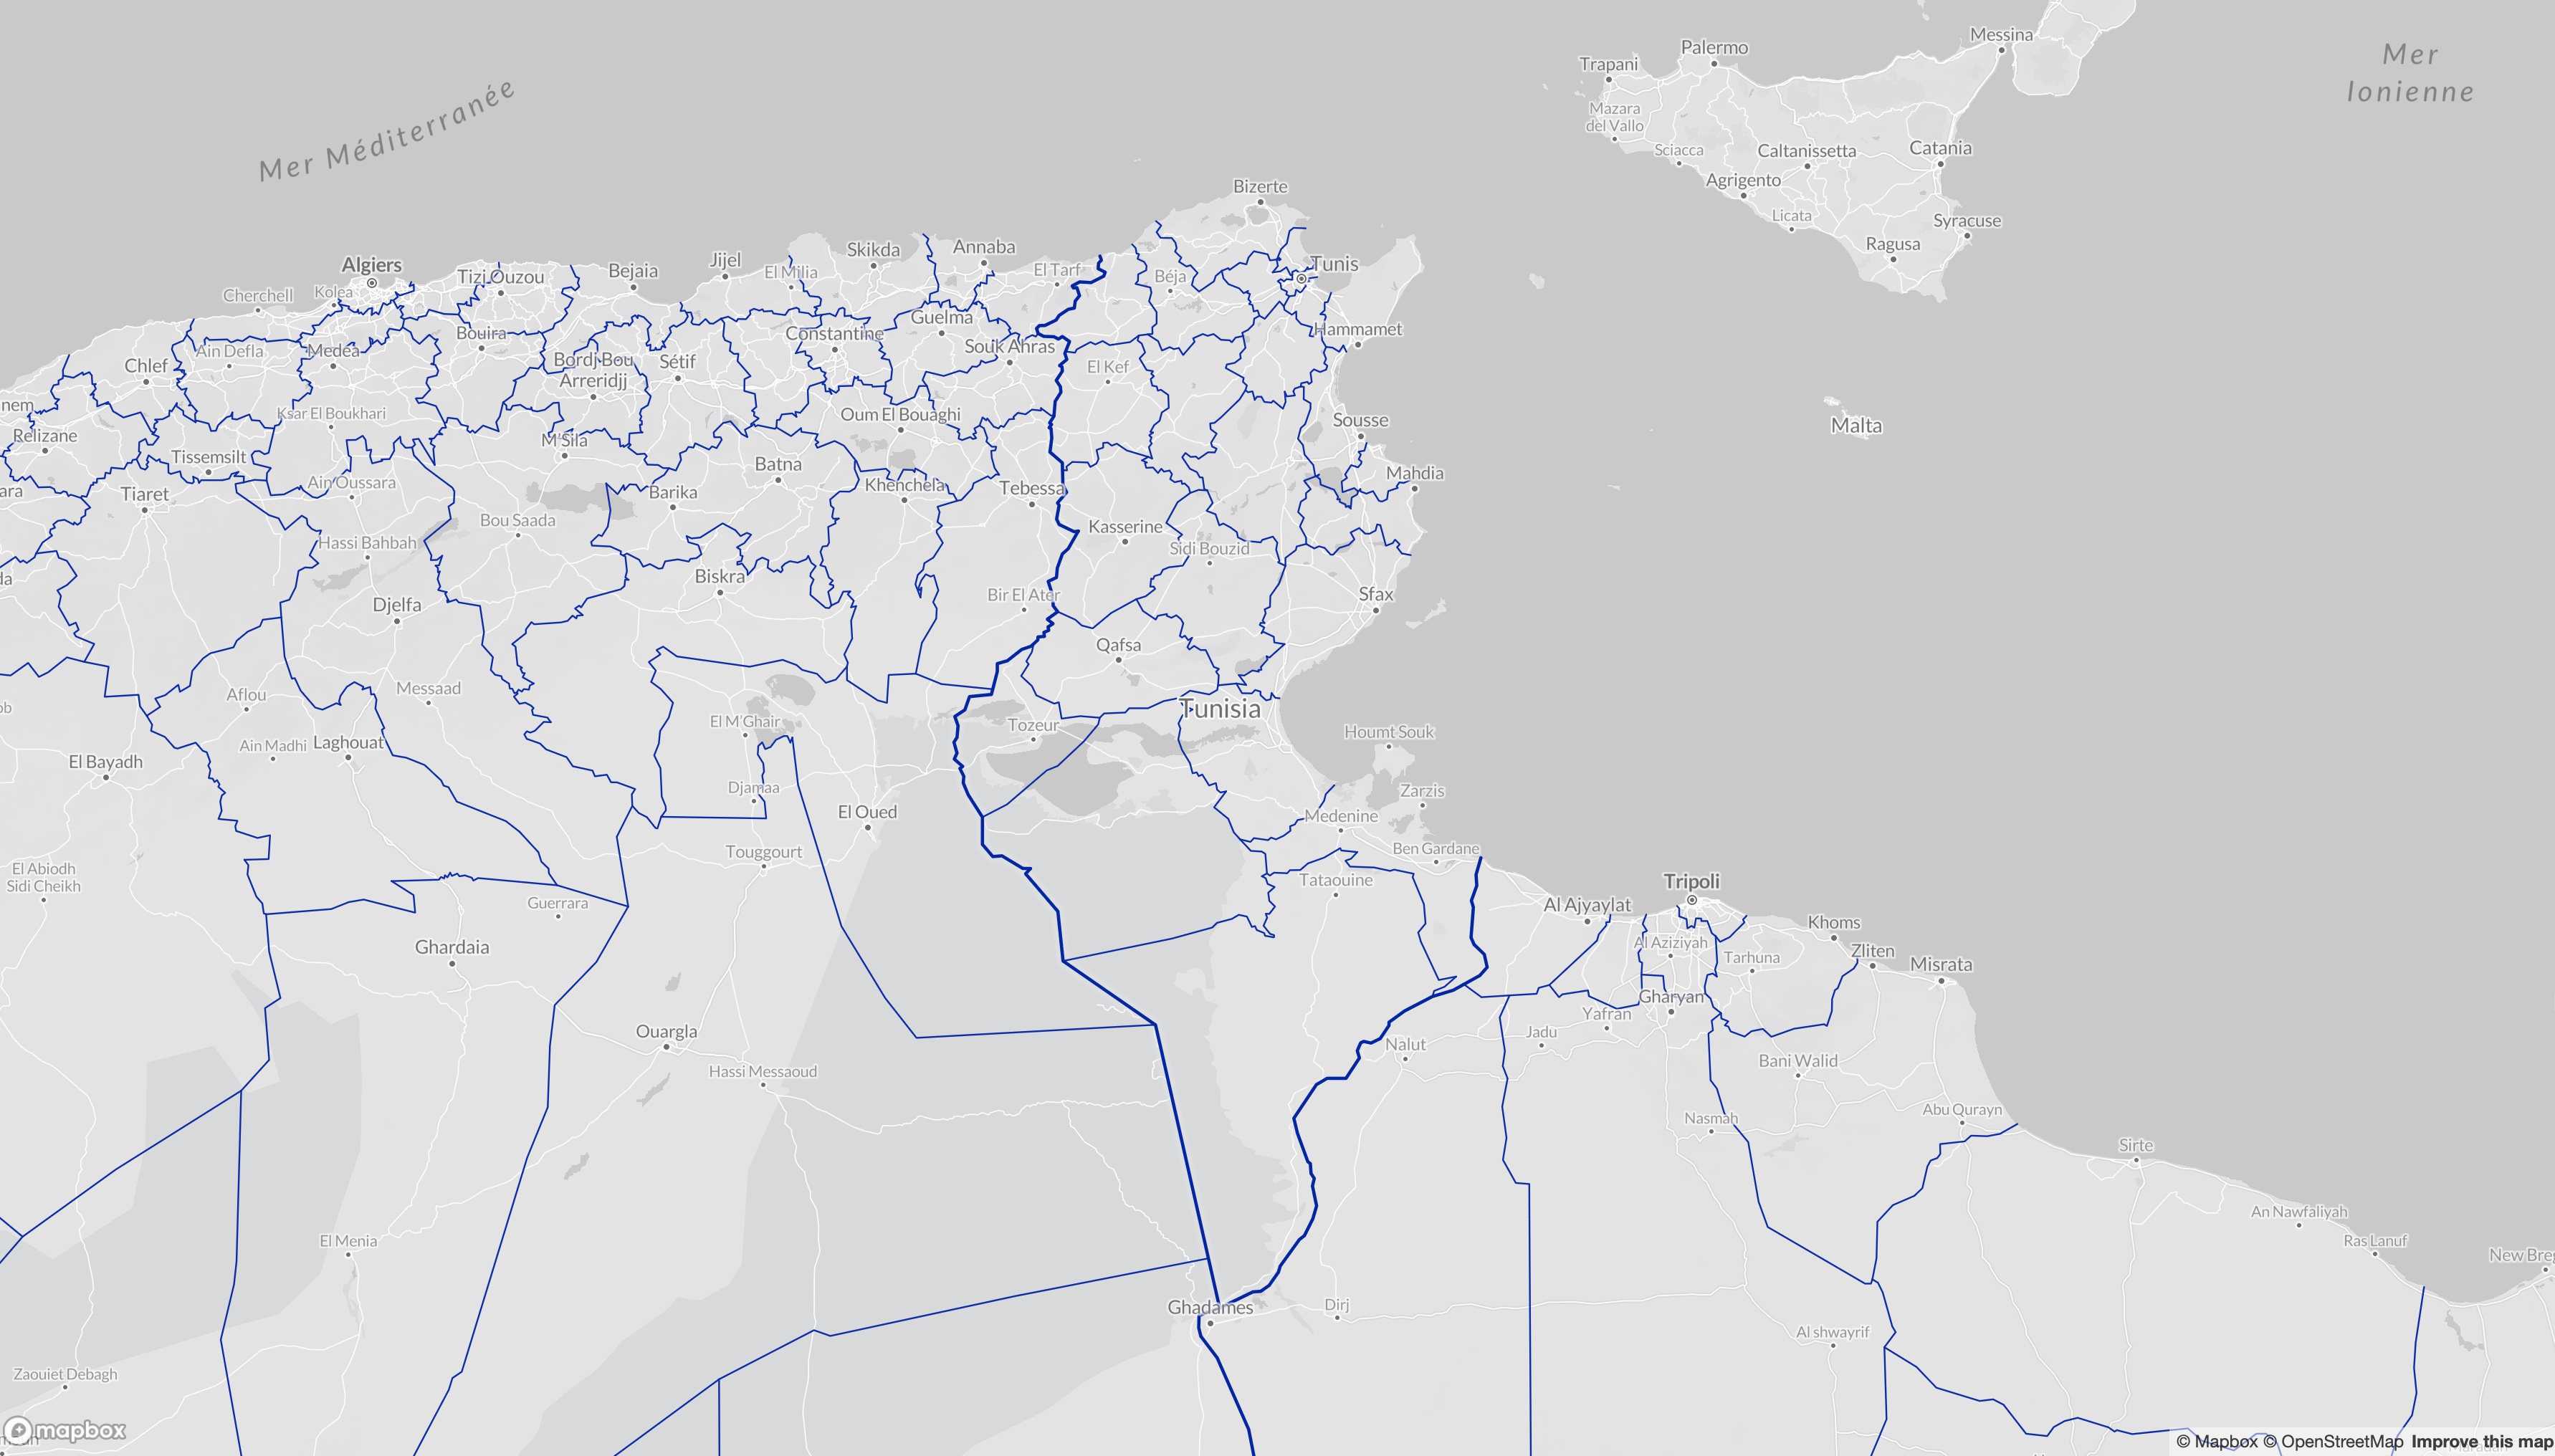 Messina
Mer
Ionienne
Palermo
Trapani
Mer Méditerranée
Mazara
del Vallo
Sciacca
Caltanissetta
Catania
Agrigento
Licata
Syracuse
Ragusa
Bizerte
Algiers
Tizi Ouzou
Bejaia
Jijel
El Milia
Skikda
Annaba
El Tarf
Béja
Tunis
Cherchell
Kolea
Hammamet
Bouira
Constantine
Guelma
Souk Ahras
El Kef
Chlef
Ain Defla
Medea
Bordj Bou
Arreridjj
Sétif
nem
Ksar El Boukhari
Oum El Bouaghi
Sousse
Malta
Relizane
Tissemsilt
M'Sila
Batna
Mahdia
ara
Tiaret
Ain Oussara
Barika
Khenchela
Tebessa
Bou Saada
Kasserine
Hassi Bahbah
Sidi Bouzid
da
Djelfa
Biskra
Bir El Ater
Sfax
Qafsa
Aflou
Messaad
ob
El M'Ghair
Tozeur
Tunisia
Houmt Souk
Ain Madhi
Laghouat
El Bayadh
Djamaa
El Oued
Zarzis
Medenine
Ben Gardane
Touggourt
El Abiodh
Sidi Cheikh
Guerrara
Tataouine
Tripoli
Al Ajyaylat
Khoms
Ghardaia
Al Aziziyah
Tarhuna
Zliten
Misrata
Gharyan
Yafran
Ouargla
Jadu
Nalut
Hassi Messaoud
Bani Walid
Nasmah
Abu Qurayn
Sirte
El Menia
An Nawfaliyah
Ras Lanuf
New Bre
Ghadames
Dirj
Al shwayrif
Zaouiet Debagh
mapbox
© Mapbox © OpenStreetMap Improve this map